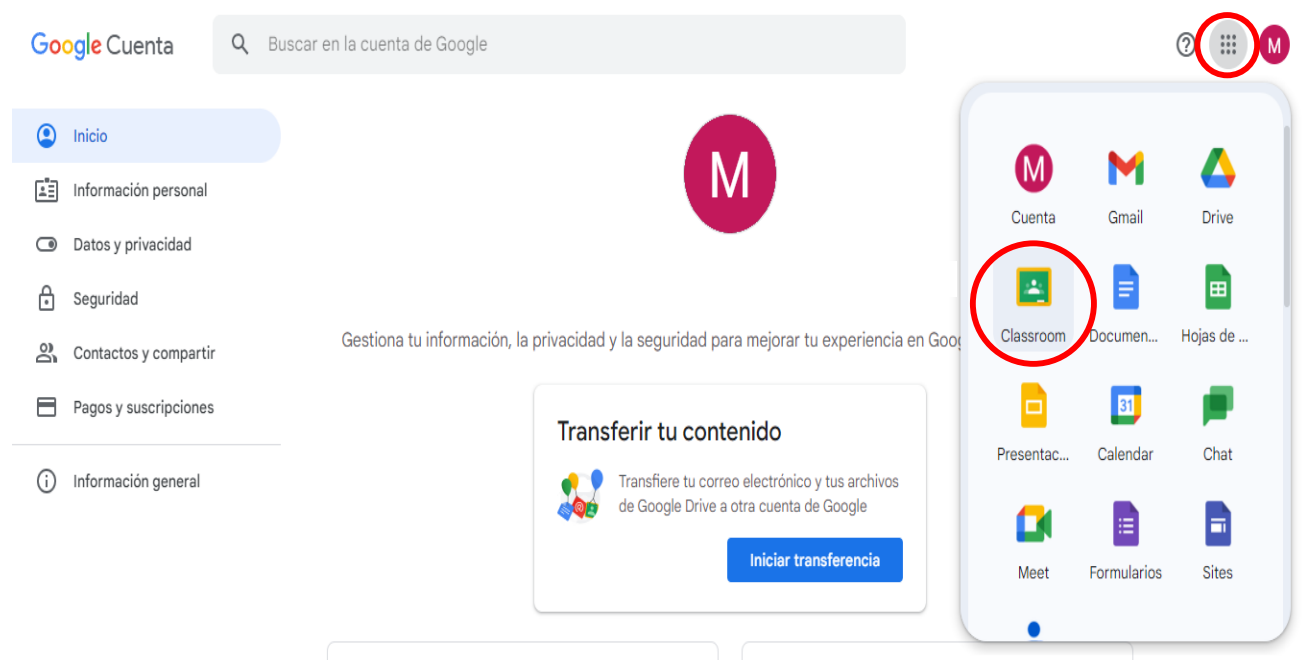 Google Cuenta
Buscar en la cuenta de Google
M
Inicio
Información personal
Datos y privacidad
Seguridad
Contactos y compartir
Pagos y suscripciones
Información general
M
Gestiona tu información, la privacidad y la seguridad para mejorar tu experiencia en Goog
Transferir tu contenido
Transfiere tu correo electrónico y tus archivos
de Google Drive a otra cuenta de Google
Iniciar transferencia
M
Cuenta Gmail Drive
Classroom Documen... Hojas de ...
31
Presentac... Calendar Chat
Meet Formularios Sites